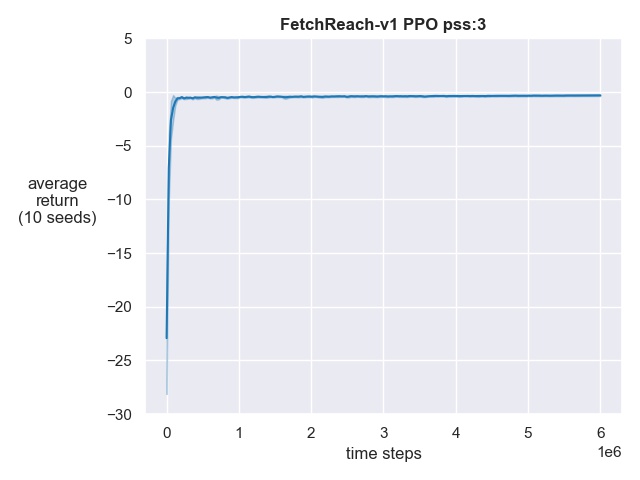 FetchReach-v1 PPO pss:3
5
0
−5
−10
−15
−20
−25
−30
average
return
(10 seeds)
0 1 2 3 4 5 6
1e6
time steps